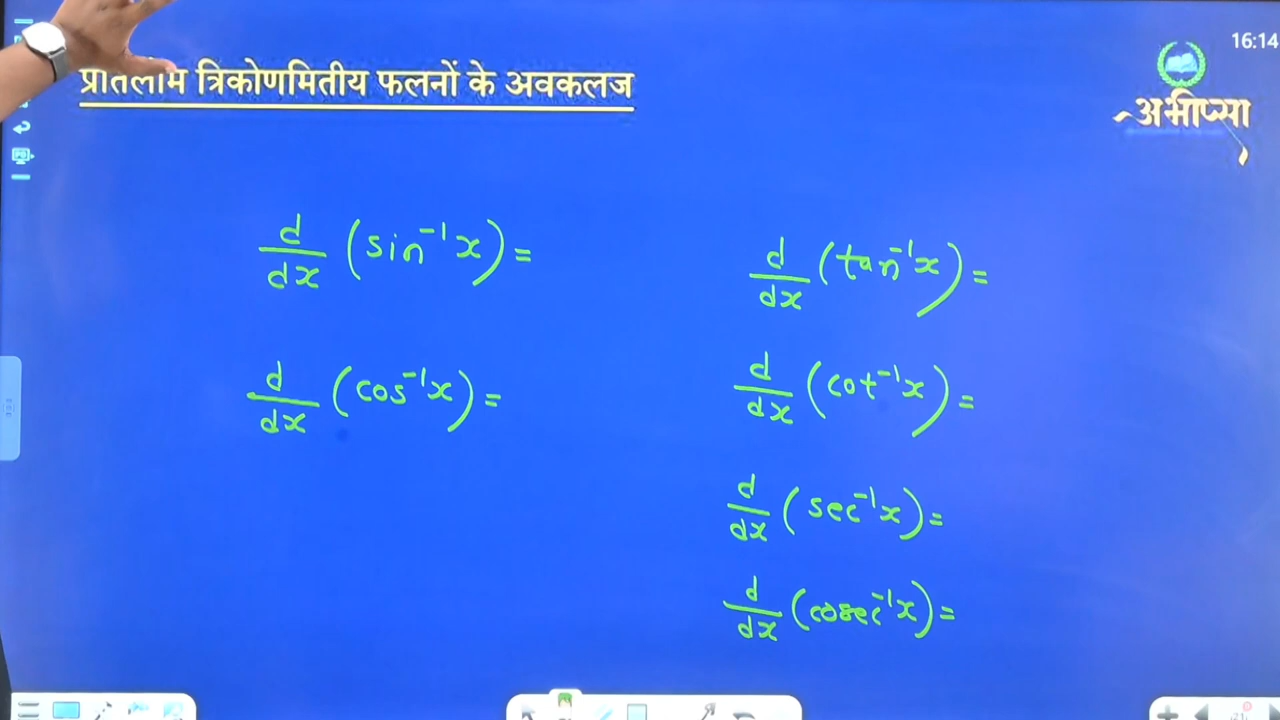 16:14
प्रतिलोम त्रिकोणमितीय फलनों के अवकलज
अभीप्सा
d/dx (sin⁻¹x) =
d/dx (cos⁻¹x) =
d/dx (tan⁻¹x) =
d/dx (cot⁻¹x) =
d/dx (sec⁻¹x) =
d/dx (cosec⁻¹x) =